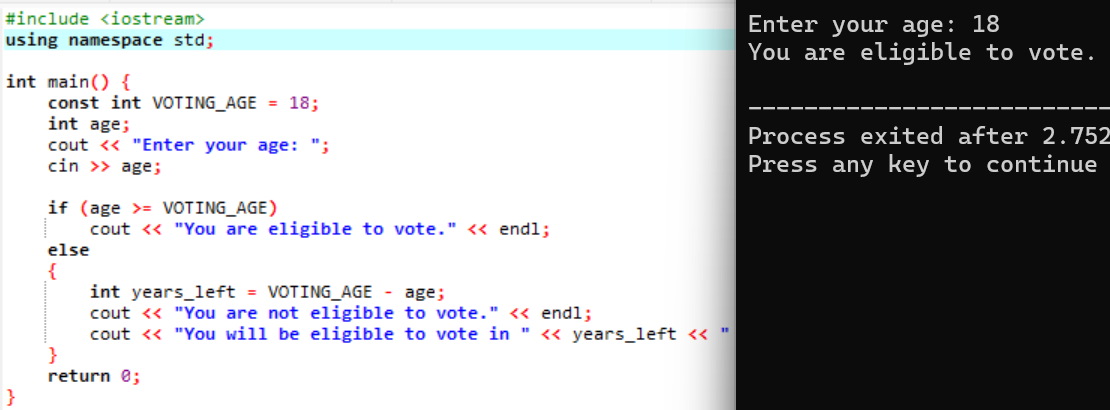 #include <iostream>
using namespace std;
int main() {
    const int VOTING_AGE = 18;
    int age;
    cout << "Enter your age: ";
    cin >> age;
    if (age >= VOTING_AGE)
        cout << "You are eligible to vote." << endl;
    else
    {
        int years_left = VOTING_AGE - age;
        cout << "You are not eligible to vote." << endl;
        cout << "You will be eligible to vote in " << years_left << "
    }
    return 0;
}
Enter your age: 18
You are eligible to vote.
--------------------------
Process exited after 2.752
Press any key to continue